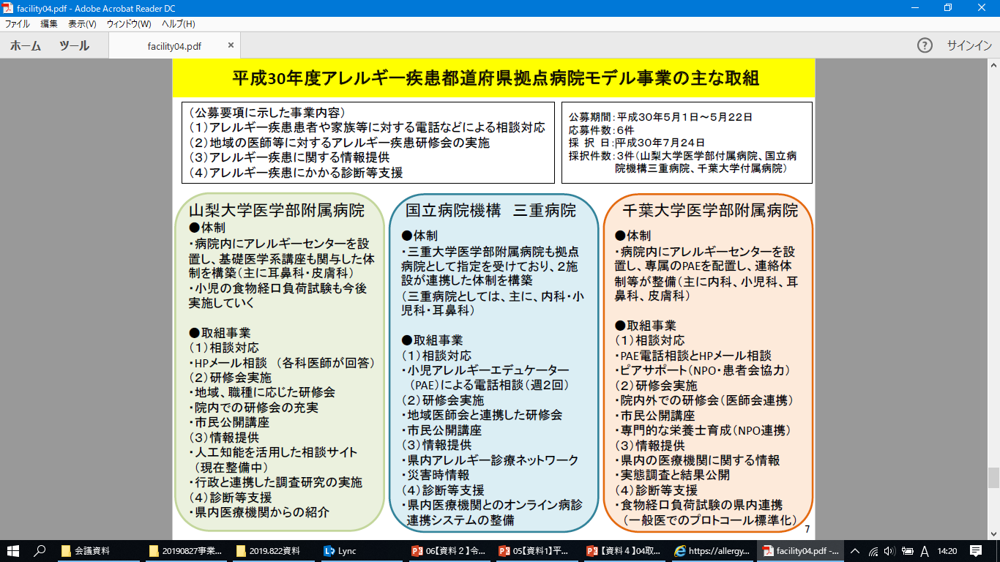 facility04.pdf - Adobe Acrobat Reader DC
ファイル 編集 表示(V) ウィンドウ(W) ヘルプ(H)
ホーム ツール facility04.pdf × ? サインイン
平成30年度アレルギー疾患都道府県拠点病院モデル事業の主な取組
（公募要項に示した事業内容）
（１）アレルギー疾患患者や家族等に対する電話などによる相談対応
（２）地域の医師等に対するアレルギー疾患研修会の実施
（３）アレルギー疾患に関する情報提供
（４）アレルギー疾患にかかる診断等支援
公募期間：平成３０年５月１日～５月２２日
応募件数：６件
採 択 日：平成３０年７月２４日
採択件数：３件（山梨大学医学部付属病院、国立病
院機構三重病院、千葉大学付属病院）
山梨大学医学部附属病院
●体制
・病院内にアレルギーセンターを設
置し、基礎医学系講座も関与した体
制を構築（主に耳鼻科・皮膚科）
・小児の食物経口負荷試験も今後
実施していく
●取組事業
（１）相談対応
・HPメール相談 （各科医師が回答）
（２）研修会実施
・地域、職種に応じた研修会
・院内での研修会の充実
・市民公開講座
（３）情報提供
・人工知能を活用した相談サイト
（現在整備中）
・行政と連携した調査研究の実施
（４）診断等支援
・県内医療機関からの紹介
国立病院機構 三重病院
●体制
・三重大学医学部附属病院も拠点
病院として指定を受けており、２施
設が連携した体制を構築
（三重病院としては、主に、内科・小
児科・耳鼻科）
●取組事業
（１）相談対応
・小児アレルギーエデュケーター
（PAE）による電話相談（週２回）
（２）研修会実施
・地域医師会と連携した研修会
・市民公開講座
（３）情報提供
・県内アレルギー診療ネットワーク
・災害時情報
（４）診断等支援
・県内医療機関とのオンライン病診
連携システムの整備
千葉大学医学部附属病院
●体制
・病院内にアレルギーセンターを設
置し、専属のPAEを配置し、連絡体
制等が整備（主に内科、小児科、耳
鼻科、皮膚科）
●取組事業
（１）相談対応
・PAE電話相談とHPメール相談
・ピアサポート（NPO・患者会協力）
（２）研修会実施
・院内外での研修会（医師会連携）
・市民公開講座
・専門的な栄養士育成（NPO連携）
（３）情報提供
・県内の医療機関に関する情報
・実態調査と結果公開
（４）診断等支援
・食物経口負荷試験の県内連携
（一般医でのプロトコール標準化）
7
会議資料 20190827事業... 2019.822資料 Lync 06【資料２】令... 05【資料1】平... 【資料４】04取... https://allergy... facility04.pdf -... A 14:20